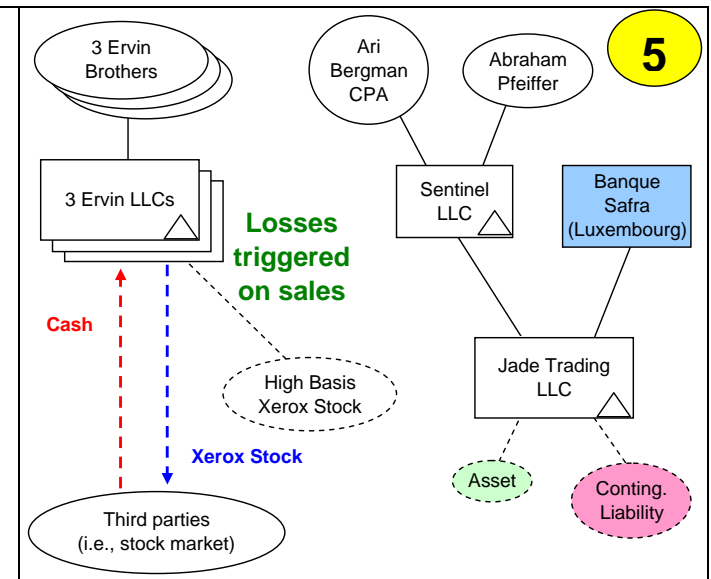 3 Ervin
Brothers
Ari
Bergman
CPA
Abraham
Pfeiffer
5
3 Ervin LLCs
Sentinel
LLC
Banque
Safra
(Luxembourg)
Losses
triggered
on sales
Cash
High Basis
Xerox Stock
Jade Trading
LLC
Xerox Stock
Asset
Conting.
Liability
Third parties
(i.e., stock market)